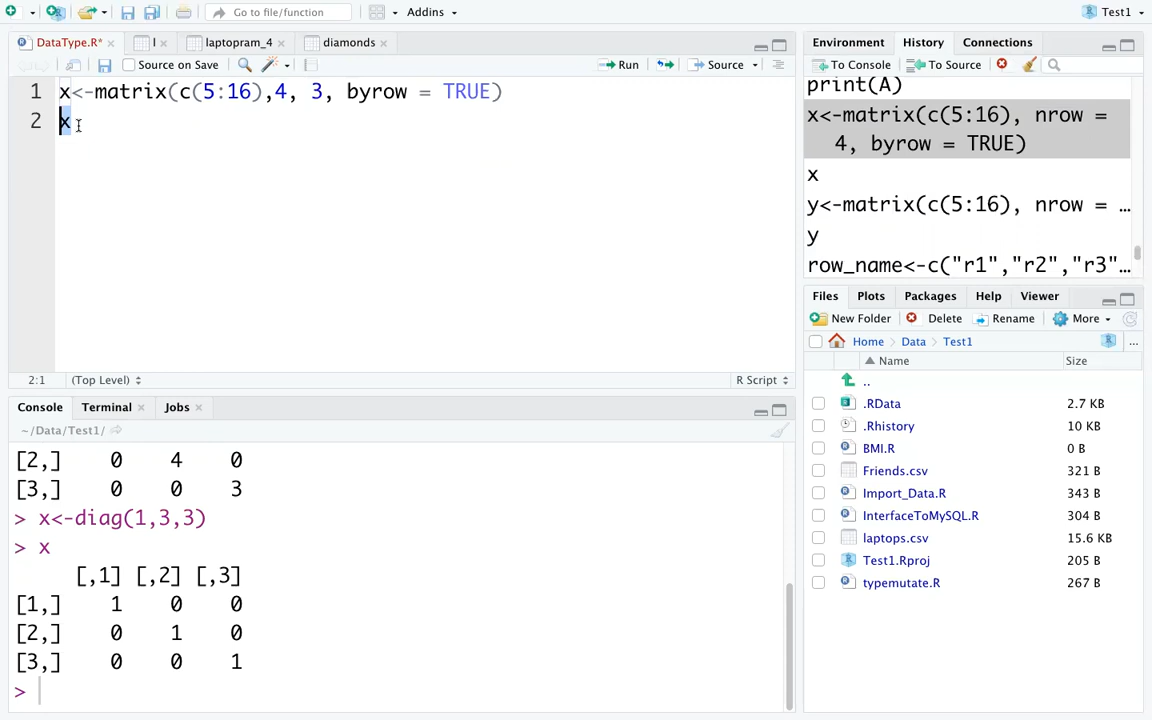 Go to file/function
Addins
Test1
DataType.R*
l
laptopram_4
diamonds
Source on Save
Run
Source
1 x<-matrix(c(5:16),4, 3, byrow = TRUE)
2 x
2:1 (Top Level) R Script
Console Terminal Jobs
~/Data/Test1/
[2,] 0 4 0
[3,] 0 0 3
> x<-diag(1,3,3)
> x
[,1] [,2] [,3]
[1,] 1 0 0
[2,] 0 1 0
[3,] 0 0 1
>
Environment History Connections
To Console To Source
print(A)
x<-matrix(c(5:16), nrow =
4, byrow = TRUE)
x
y<-matrix(c(5:16), nrow = …
y
row_name<-c("r1","r2","r3"…
Files Plots Packages Help Viewer
New Folder Delete Rename More
Home Data Test1 ...
Name Size
..
.RData 2.7 KB
.Rhistory 10 KB
BMI.R 0 B
Friends.csv 321 B
Import_Data.R 343 B
InterfaceToMySQL.R 304 B
laptops.csv 15.6 KB
Test1.Rproj 205 B
typemutate.R 267 B